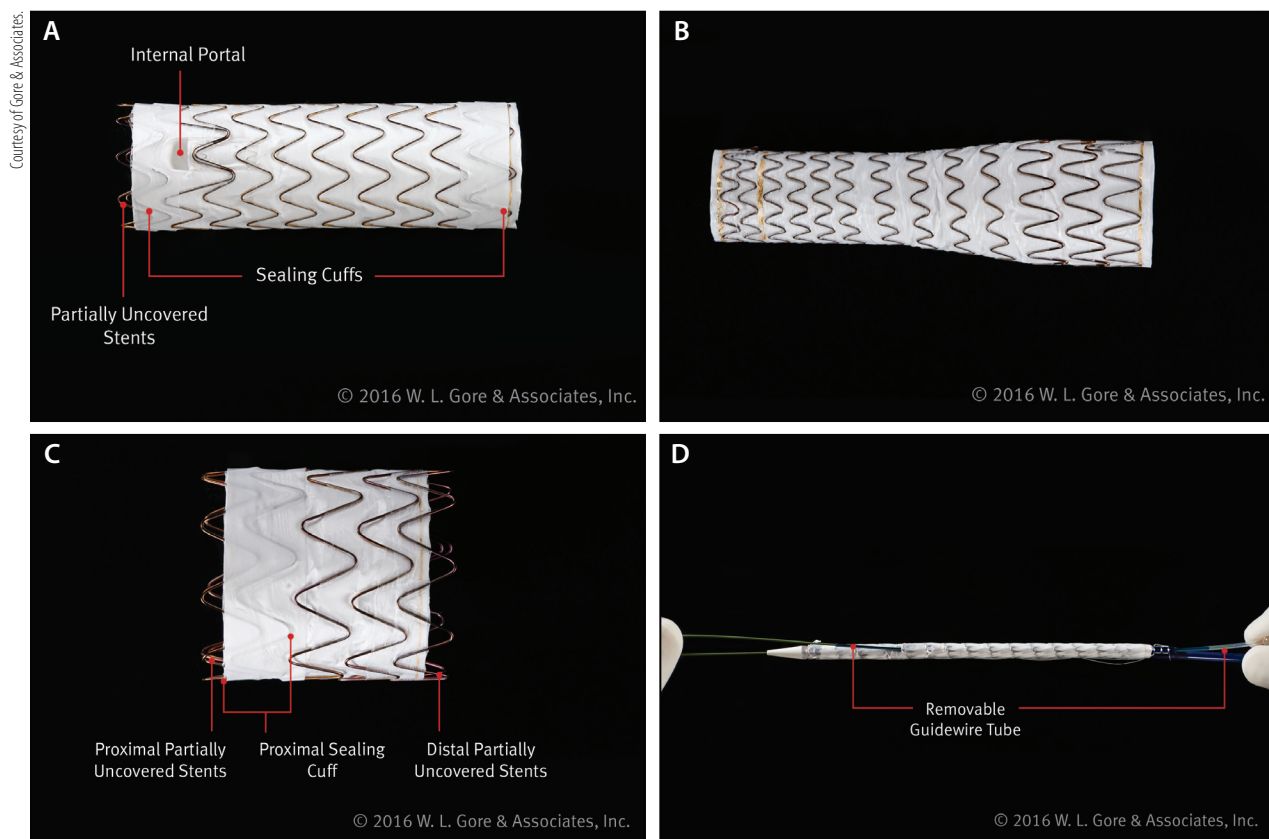 Courtesy of Gore & Associates.
A
Internal Portal
Sealing Cuffs
Partially Uncovered
Stents
© 2016 W. L. Gore & Associates, Inc.
B
© 2016 W. L. Gore & Associates, Inc.
C
Proximal Partially
Uncovered Stents
Proximal Sealing
Cuff
Distal Partially
Uncovered Stents
© 2016 W. L. Gore & Associates, Inc.
D
Removable
Guidewire Tube
© 2016 W. L. Gore & Associates, Inc.